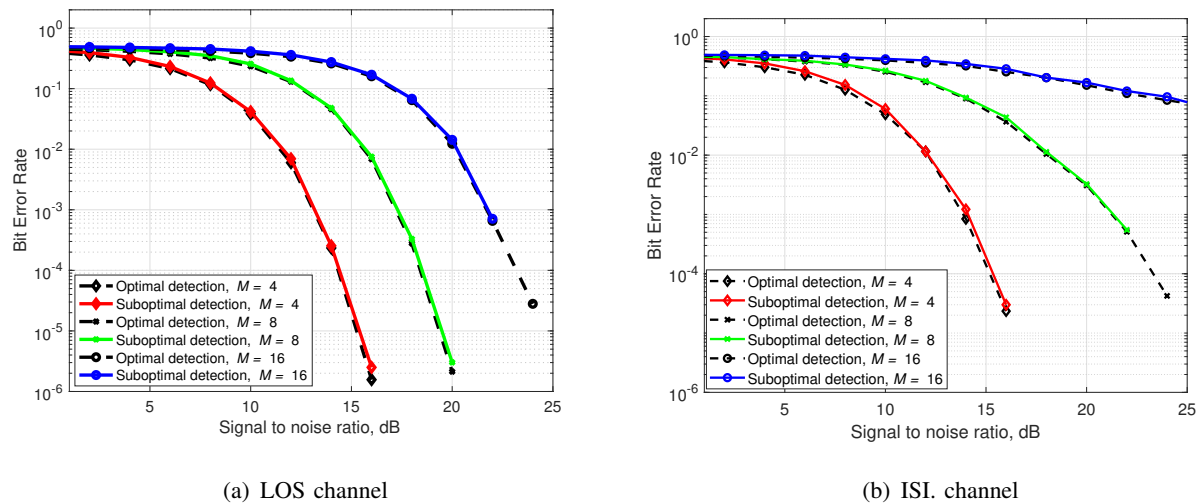 10^0
10^-1
10^-2
10^-3
10^-4
10^-5
10^-6
Bit Error Rate
Optimal detection, M = 4
Suboptimal detection, M = 4
Optimal detection, M = 8
Suboptimal detection, M = 8
Optimal detection, M = 16
Suboptimal detection, M = 16
5 10 15 20 25
Signal to noise ratio, dB
(a) LOS channel
10^0
10^-2
10^-4
10^-6
Bit Error Rate
Optimal detection, M = 4
Suboptimal detection, M = 4
Optimal detection, M = 8
Suboptimal detection, M = 8
Optimal detection, M = 16
Suboptimal detection, M = 16
5 10 15 20 25
Signal to noise ratio, dB
(b) ISI. channel